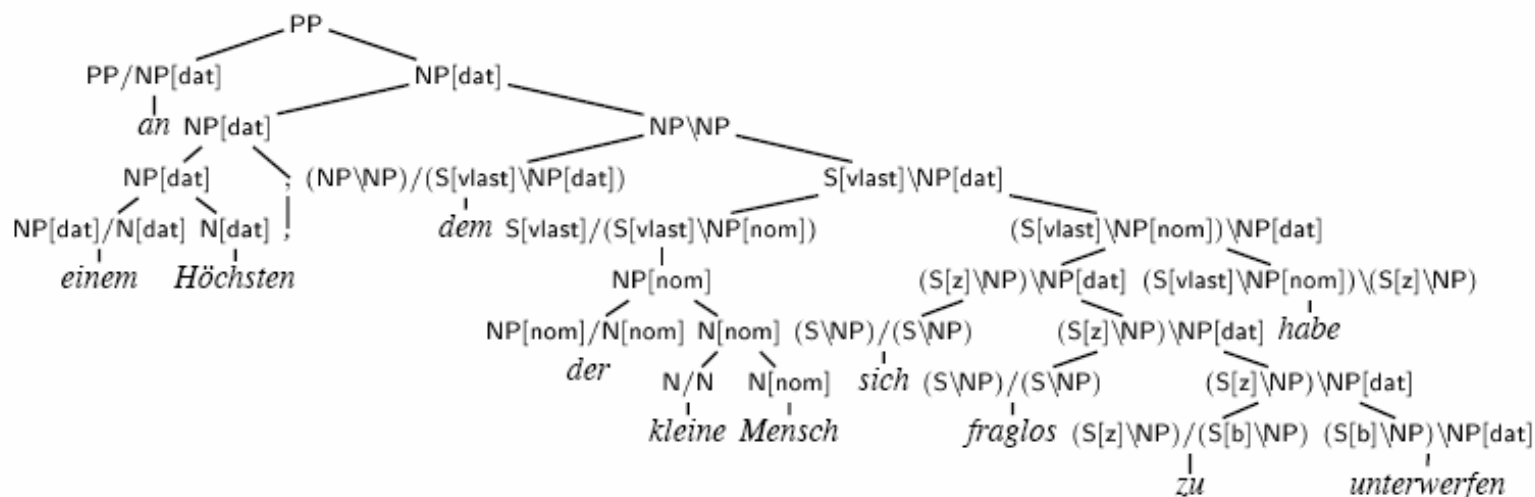 PP
PP/NP[dat] NP[dat]
an NP[dat] NP\NP
NP[dat] , (NP\NP)/(S[vlast]\NP[dat]) S[vlast]\NP[dat]
NP[dat]/N[dat] N[dat] , dem S[vlast]/(S[vlast]\NP[nom]) (S[vlast]\NP[nom])\NP[dat]
einem Höchsten NP[nom] (S[z]\NP)\NP[dat] (S[vlast]\NP[nom])\(S[z]\NP)
NP[nom]/N[nom] N[nom] (S\NP)/(S\NP) (S[z]\NP)\NP[dat] habe
der N/N N[nom] sich (S\NP)/(S\NP) (S[z]\NP)\NP[dat]
kleine Mensch fraglos (S[z]\NP)/(S[b]\NP) (S[b]\NP)\NP[dat]
zu unterwerfen